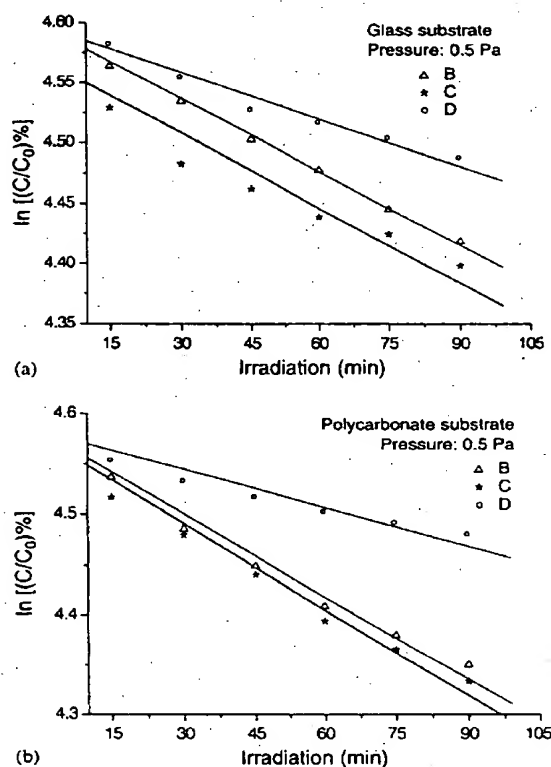 Glass substrate
Pressure: 0.5 Pa
B
C
D
4.60
4.55
4.50
4.45
4.40
4.35
ln [(C/C₀)%]
15 30 45 60 75 90 105
(a)
Irradiation (min)
Polycarbonate substrate
Pressure: 0.5 Pa
B
C
D
4.6
4.5
4.4
4.3
ln [(C/C₀)%]
15 30 45 60 75 90 105
(b)
Irradiation (min)